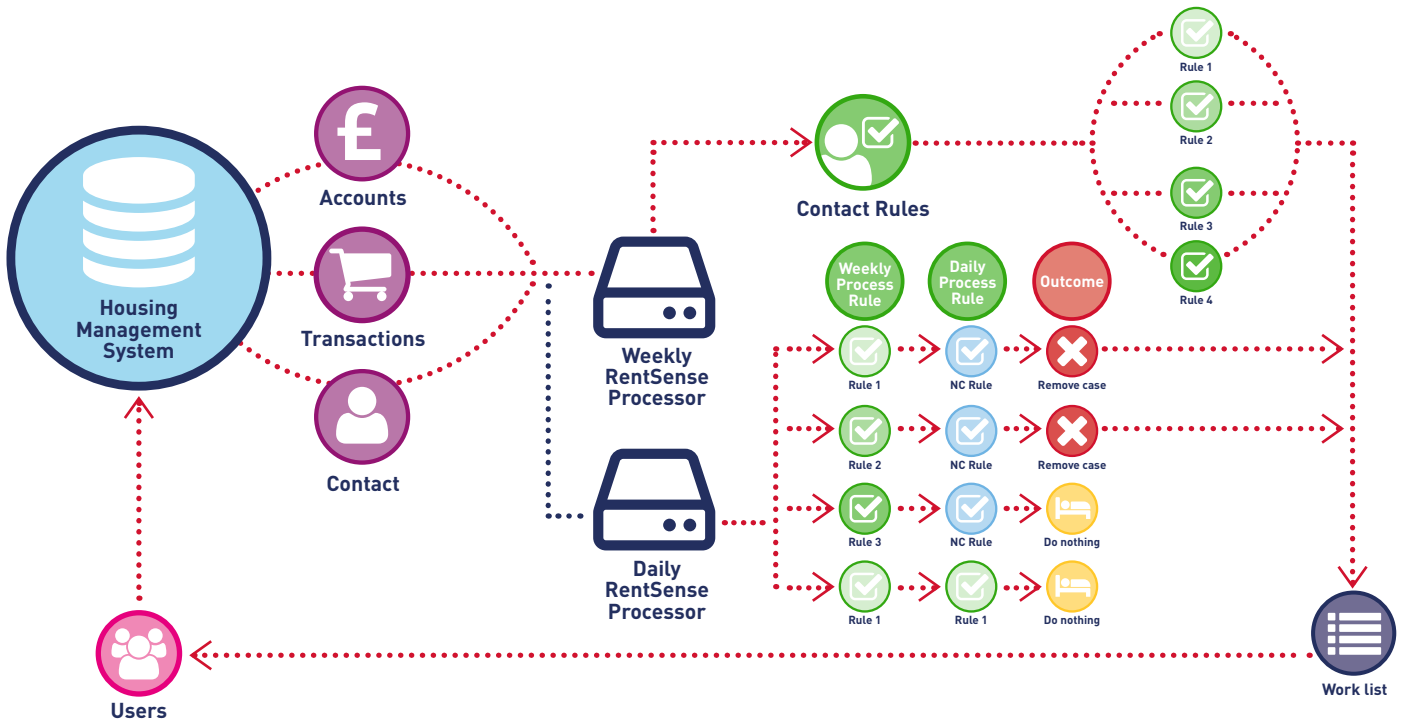 Housing
Management
System
£
Accounts
Transactions
Contact
Weekly
RentSense
Processor
Daily
RentSense
Processor
Contact Rules
Rule 1
Rule 2
Rule 3
Rule 4
Weekly
Process
Rule
Daily
Process
Rule
Outcome
Rule 1
NC Rule
Remove case
Rule 2
NC Rule
Remove case
Rule 3
NC Rule
Do nothing
Rule 1
Rule 1
Do nothing
Work list
Users